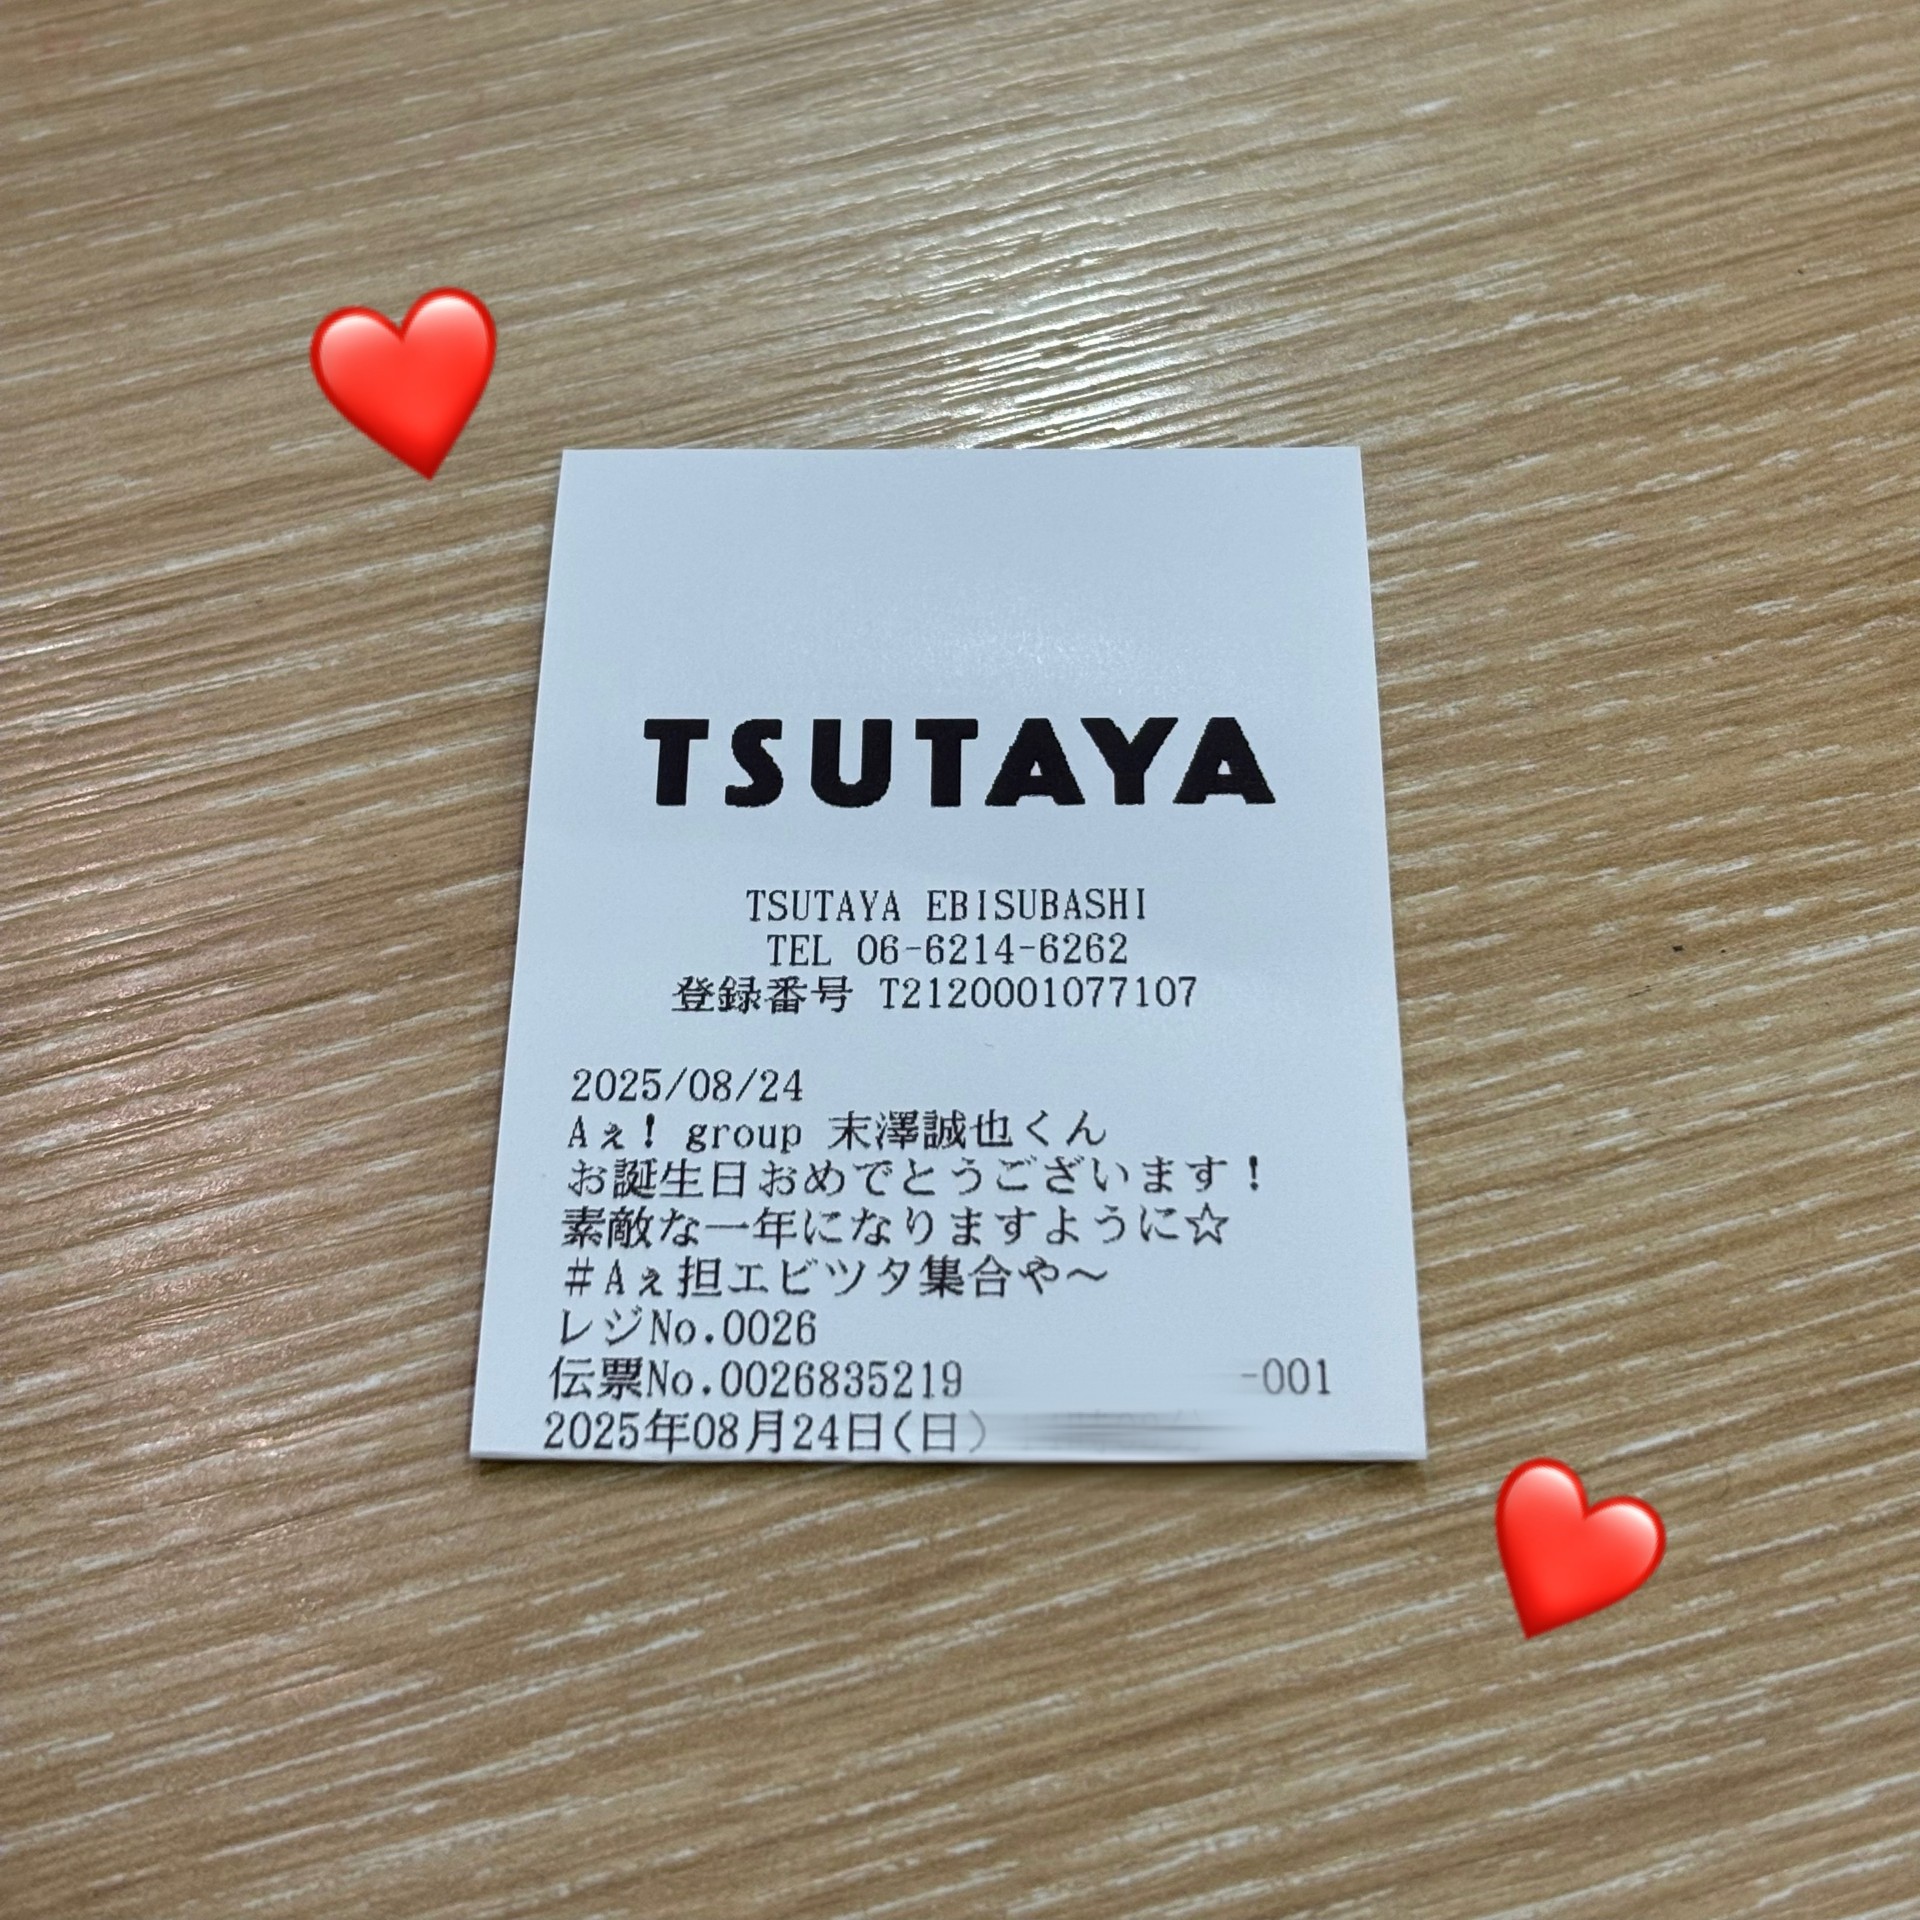 TSUTAYA
TSUTAYA EBISUBASHI
TEL 06-6214-6262
登録番号 T2120001077107
2025/08/24
Aぇ! group 末澤誠也くん
お誕生日おめでとうございます!
素敵な一年になりますように☆
#Aぇ担エビツタ集合や～
レジNo.0026
伝票No.0026835219 -001
2025年08月24日(日)